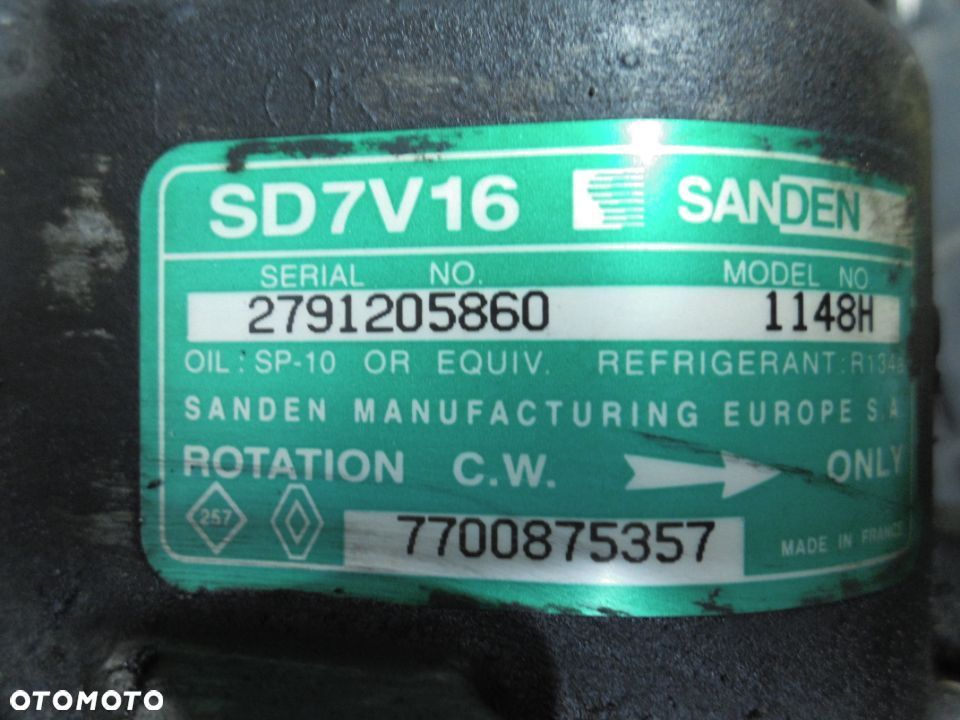 SD7V16 SANDEN
SERIAL NO. MODEL NO.
2791205860 1148H
OIL: SP-10 OR EQUIV. REFRIGERANT: R134a
SANDEN MANUFACTURING EUROPE S.A.
ROTATION C.W. ONLY
257
7700875357 MADE IN FRANCE
OTOMOTO